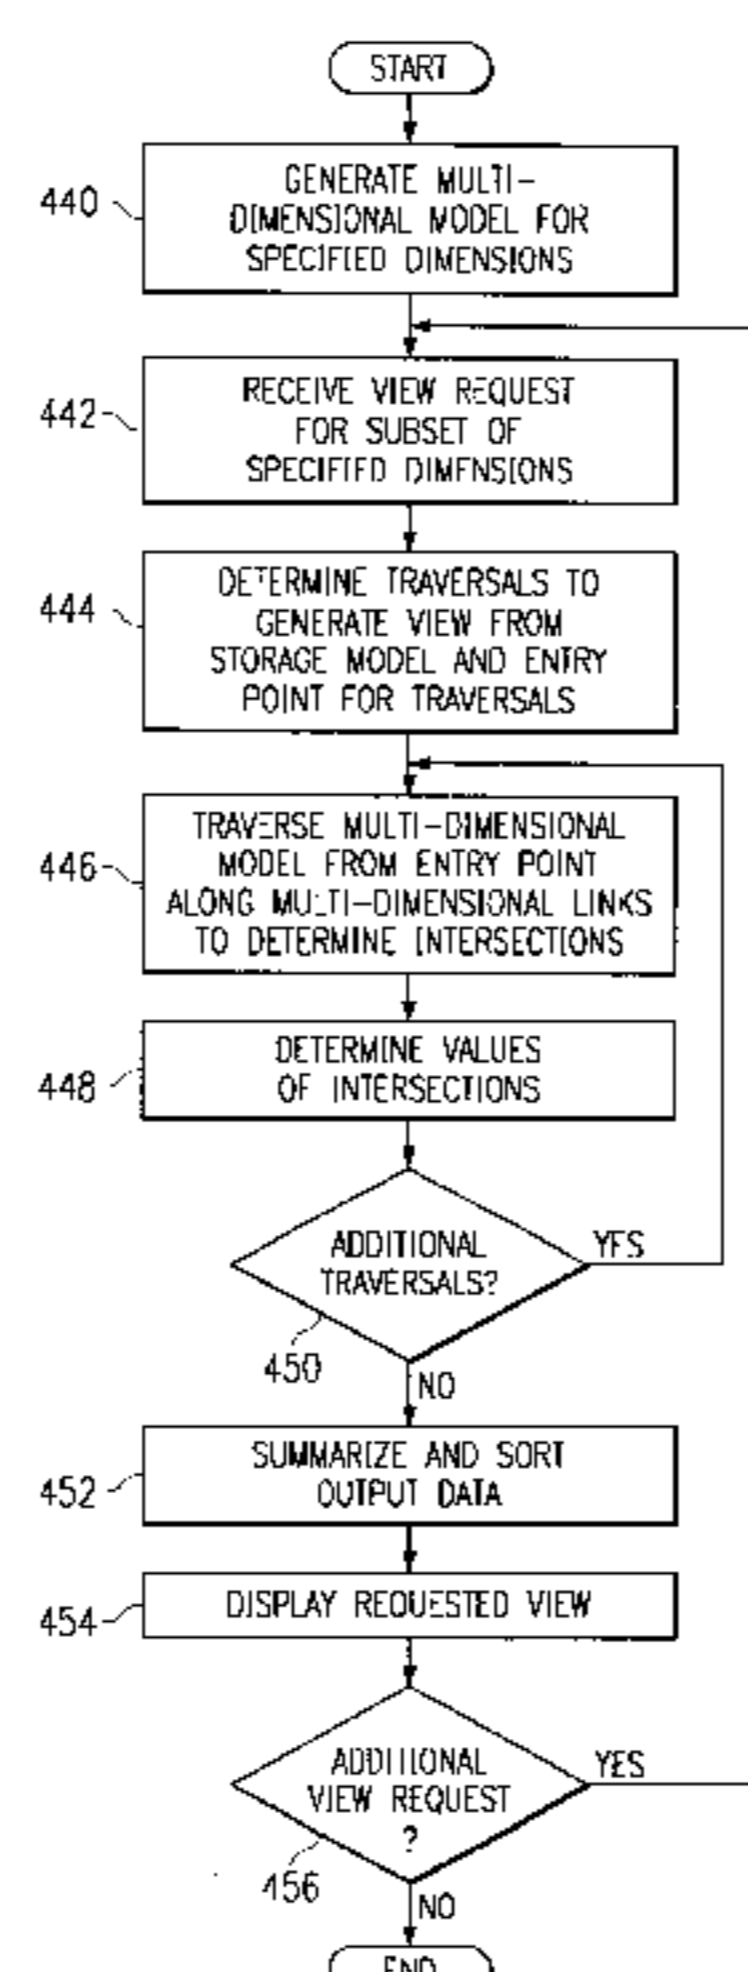 START
440
GENERATE MULTI-
DIMENSIONAL MODEL FOR
SPECIFIED DIMENSIONS
442
RECEIVE VIEW REQUEST
FOR SUBSET OF
SPECIFIED DIMENSIONS
444
DETERMINE TRAVERSALS TO
GENERATE VIEW FROM
STORAGE MODEL AND ENTRY
POINT FOR TRAVERSALS
446
TRAVERSE MULTI-DIMENSIONAL
MODEL FROM ENTRY POINT
ALONG MULTI-DIMENSIONAL LINKS
TO DETERMINE INTERSECTIONS
448
DETERMINE VALUES
OF INTERSECTIONS
ADDITIONAL
TRAVERSALS?
YES
450
NO
452
SUMMARIZE AND SORT
OUTPUT DATA
454
DISPLAY REQUESTED VIEW
ADDITIONAL
VIEW REQUEST
?
YES
456
NO
END